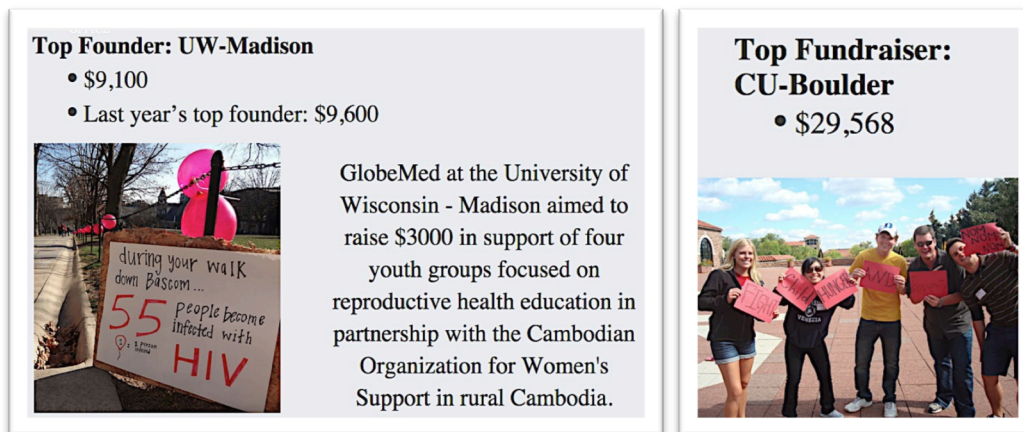 Top Founder: UW-Madison
• $9,100
• Last year's top founder: $9,600
during your walk
down Bascom...
55 people become
infected with
HIV
GlobeMed at the University of
Wisconsin - Madison aimed to
raise $3000 in support of four
youth groups focused on
reproductive health education in
partnership with the Cambodian
Organization for Women's
Support in rural Cambodia.
Top Fundraiser:
CU-Boulder
• $29,568
HUNGER